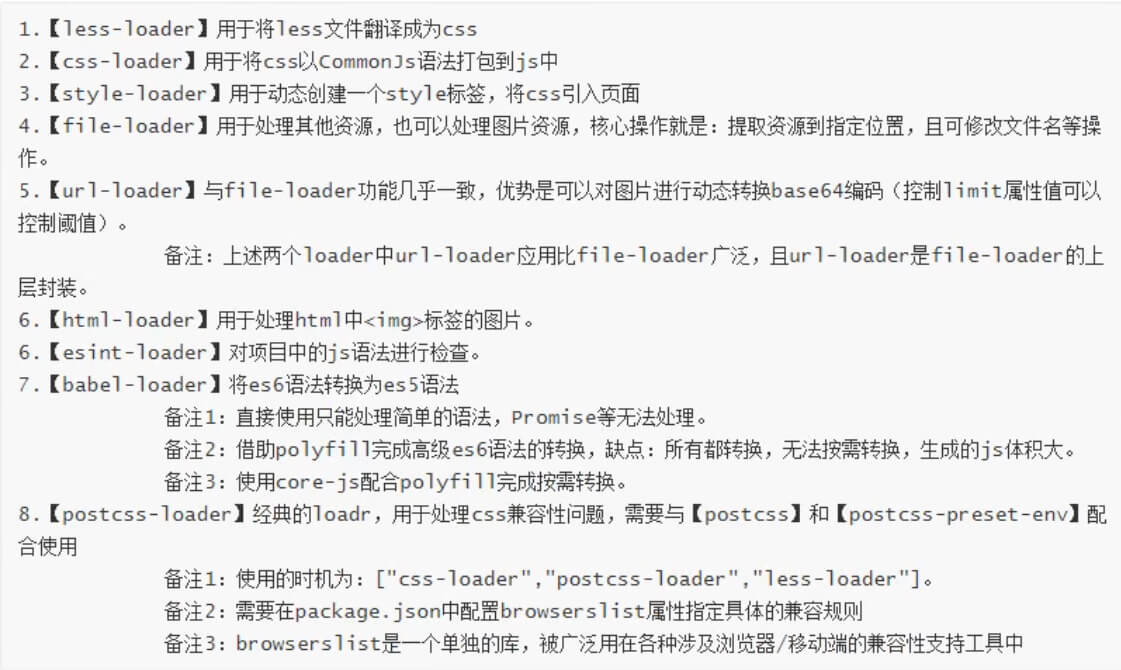 1.【less-loader】用于将less文件翻译成为css
2.【css-loader】用于将css以CommonJs语法打包到js中
3.【style-loader】用于动态创建一个style标签，将css引入页面
4.【file-loader】用于处理其他资源，也可以处理图片资源，核心操作就是：提取资源到指定位置，且可修改文件名等操
作。
5.【url-loader】与file-loader功能几乎一致，优势是可以对图片进行动态转换base64编码（控制limit属性值可以
控制阈值）。
备注：上述两个loader中url-loader应用比file-loader广泛，且url-loader是file-loader的上
层封装。
6.【html-loader】用于处理html中<img>标签的图片。
6.【esint-loader】对项目中的js语法进行检查。
7.【babel-loader】将es6语法转换为es5语法
备注1：直接使用只能处理简单的语法，Promise等无法处理。
备注2：借助polyfill完成高级es6语法的转换，缺点：所有都转换，无法按需转换，生成的js体积大。
备注3：使用core-js配合polyfill完成按需转换。
8.【postcss-loader】经典的loadr，用于处理css兼容性问题，需要与【postcss】和【postcss-preset-env】配
合使用
备注1：使用的时机为：["css-loader","postcss-loader","less-loader"]。
备注2：需要在package.json中配置browserslist属性指定具体的兼容规则
备注3：browserslist是一个单独的库，被广泛用在各种涉及浏览器/移动端的兼容性支持工具中